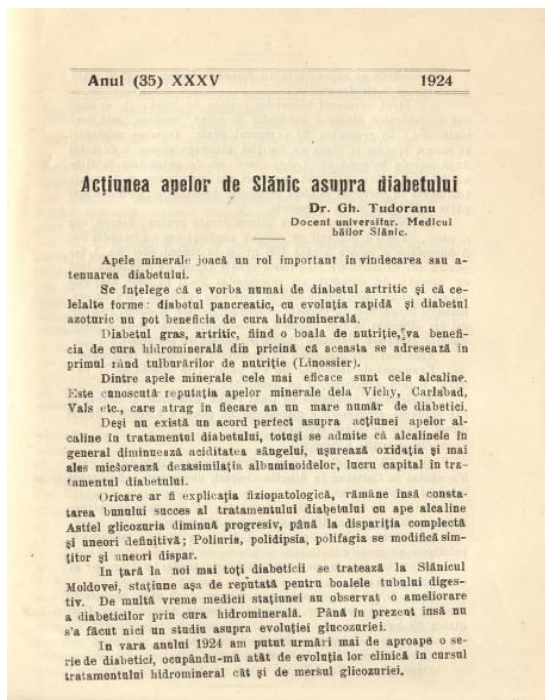 Anul (35) XXXV 1924
Acțiunea apelor de Slănic asupra diabetului
Dr. Gh. Tudoranu
Docent universitar. Medicul
băilor Slănic.
Apele minerale joacă un rol important in vindecarea sau a-
tenuarea diabetului.
Se înțelege că e vorba numai de diabetul artritic și că ce-
lelalte forme : diabetul pancreatic, cu evoluția rapidă și diabetul
azoturic nu pot beneficia de cura hidrominerală.
Diabetul gras, artritic, fiind o boală de nutriție, va benefi-
cia de cura hidrominerală din pricină că aceasta se adresează în
primul rând tulburărilor de nutriție (Linossier).
Dintre apele minerale cele mai eficace sunt cele alcaline.
Este cunoscută reputația apelor minerale dela Vichy, Carlsbad,
Vals etc., care atrag în fiecare an un mare număr de diabetici.
Deși nu există un acord perfect asupra acțiunei apelor al-
caline în tratamentul diabetului, totuși se admite că alcalinele în
general diminuează aciditatea sângelui, ușurează oxidația și mai
ales micșorează dezasimilația albuminoidelor, lucru capital în tra-
tamentul diabetului.
Oricare ar fi explicația fiziopatologică, rămâne însă consta-
tarea bunului succes al tratamentului diabetului cu ape alcaline
Astfel glicozuria diminuă progresiv, până la dispariția complectă
și uneori definitivă ; Poliuria, polidipsia, polifagia se modifică sim-
țitor și uneori dispar.
In țară la noi mai toți diabeticii se tratează la Slănicul
Moldovei, stațiune așa de reputată pentru boalele tubului diges-
tiv. De multă vreme medicii stațiunei au observat o ameliorare
a diabeticilor prin cura hidrominerală. Până în prezent însă nu
s'a făcut nici un studiu asupra evoluției glucozuriei.
In vara anului 1924 am putut urmări mai de aproape o se-
rie de diabetici, ocupându-mă atât de evoluția lor clinică în cursul
tratamentului hidromineral cât și de mersul glicozuriei.